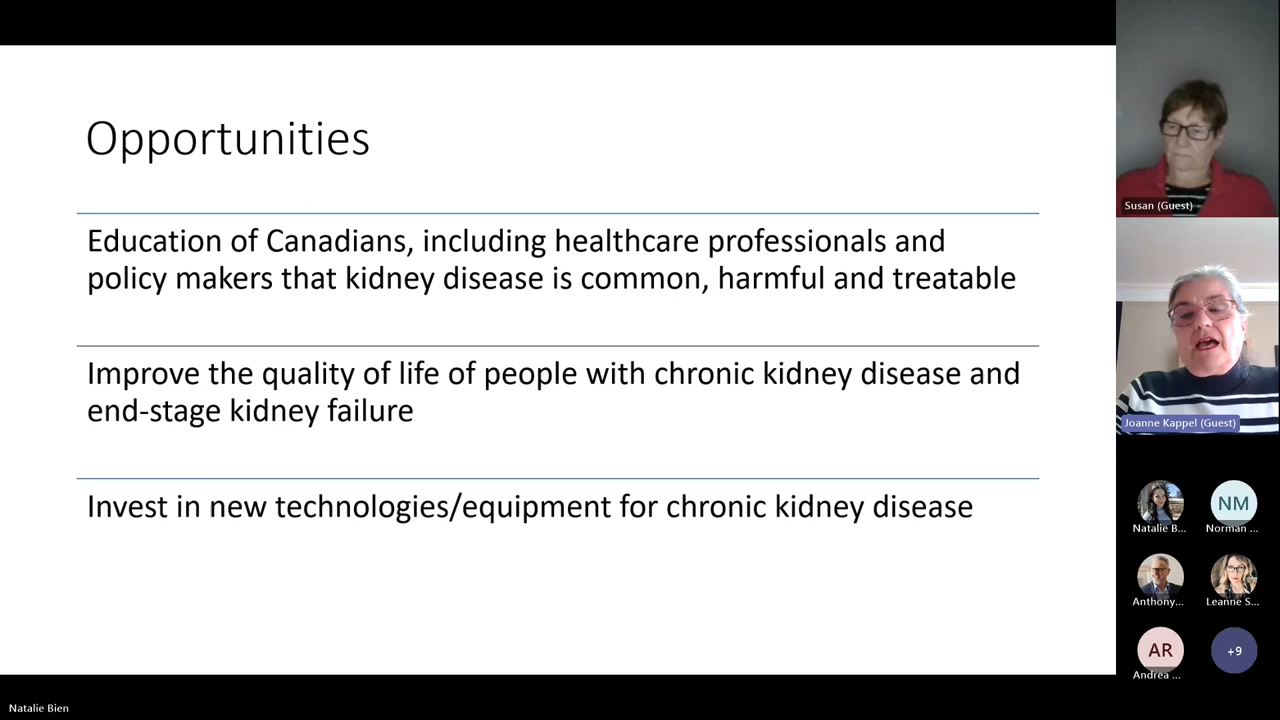 Opportunities
Education of Canadians, including healthcare professionals and
policy makers that kidney disease is common, harmful and treatable
Improve the quality of life of people with chronic kidney disease and
end-stage kidney failure
Invest in new technologies/equipment for chronic kidney disease
Susan (Guest)
Joanne Kappel (Guest)
NM
Natalie B...
Norman ...
Anthony...
Leanne S...
AR
+9
Andrea ...
Natalie Bien